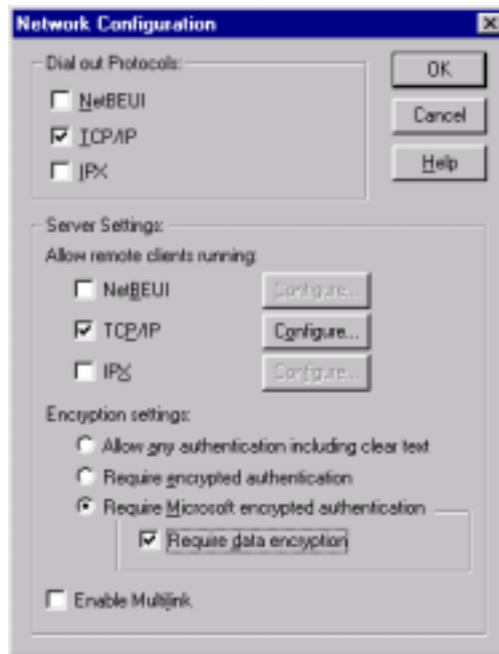 Network Configuration
Dial out Protocols:
NetBEUI
TCP/IP
IPX
OK
Cancel
Help
Server Settings:
Allow remote clients running:
NetBEUI Configure...
TCP/IP Configure...
IPX Configure...
Encryption settings:
Allow any authentication including clear text
Require encrypted authentication
Require Microsoft encrypted authentication
Require data encryption
Enable Multilink